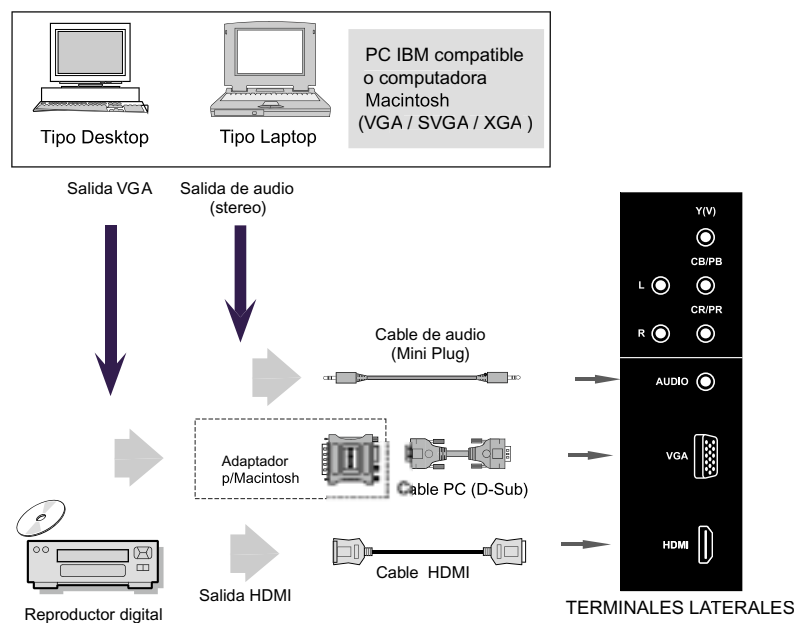 PC IBM compatible
o computadora
Macintosh
(VGA / SVGA / XGA )
Tipo Desktop
Tipo Laptop
Salida VGA
Salida de audio
(stereo)
Y(V)
CB/PB
L
CR/PR
R
Cable de audio
(Mini Plug)
AUDIO
Adaptador
p/Macintosh
VGA
Cable PC (D-Sub)
HDMI
Cable HDMI
Salida HDMI
Reproductor digital
TERMINALES LATERALES